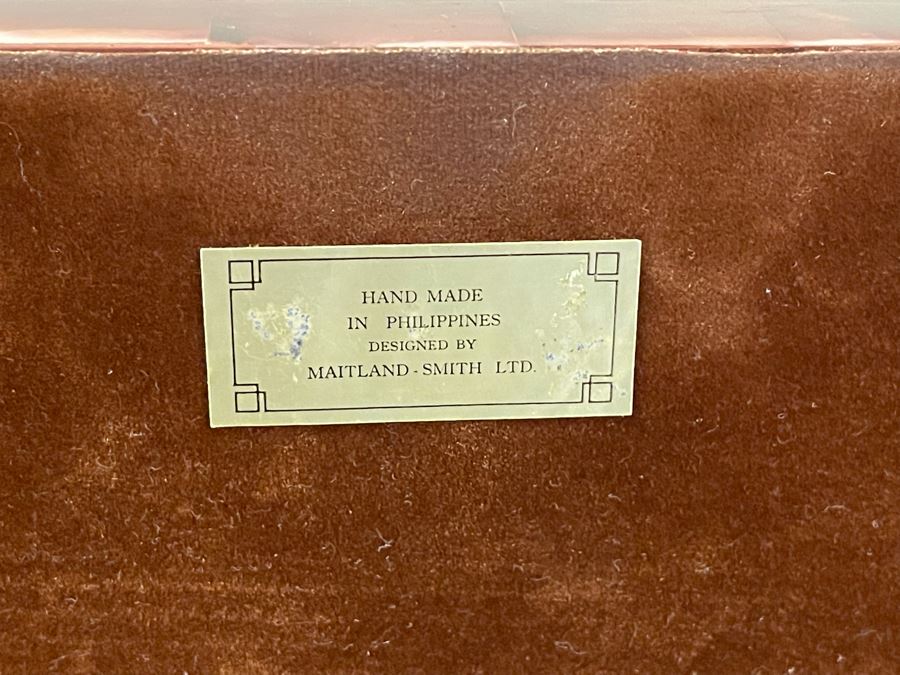 HAND MADE
IN PHILIPPINES
DESIGNED BY
MAITLAND-SMITH LTD.